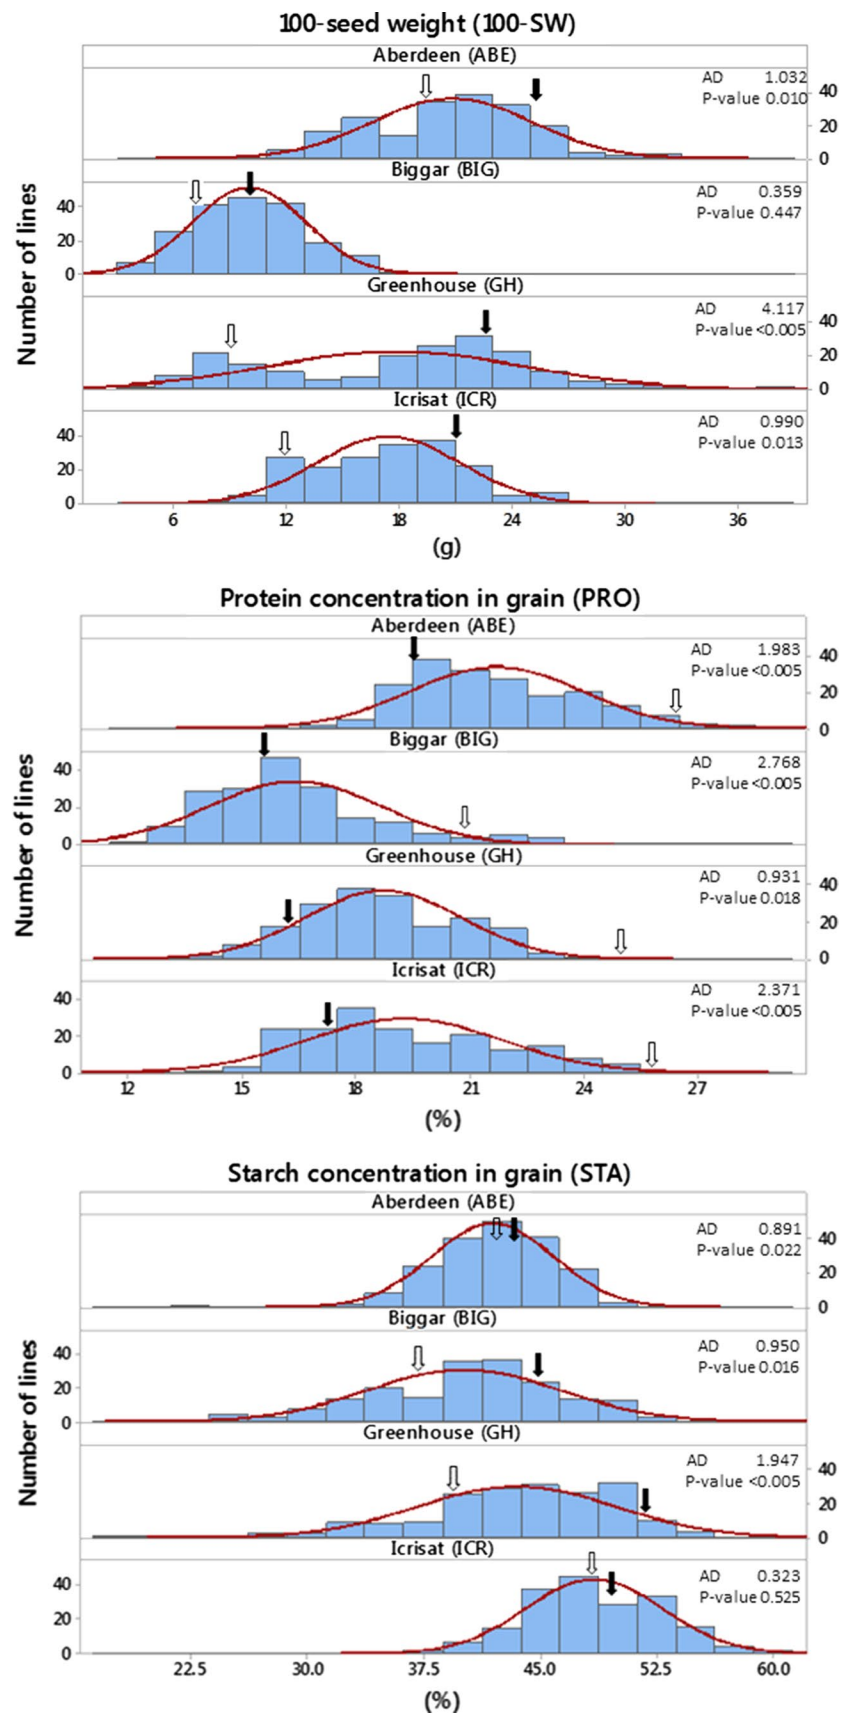 100-seed weight (100-SW)
Aberdeen (ABE)
AD 1.032
P-value 0.010
40
20
0
Biggar (BIG)
AD 0.359
P-value 0.447
40
20
0
Greenhouse (GH)
AD 4.117
P-value <0.005
40
20
0
Icrisat (ICR)
AD 0.990
P-value 0.013
40
20
0
Number of lines
6 12 18 24 30 36
(g)
Protein concentration in grain (PRO)
Aberdeen (ABE)
AD 1.983
P-value <0.005
40
20
0
Biggar (BIG)
AD 2.768
P-value <0.005
40
20
0
Greenhouse (GH)
AD 0.931
P-value 0.018
40
20
0
Icrisat (ICR)
AD 2.371
P-value <0.005
40
20
0
Number of lines
12 15 18 21 24 27
(%)
Starch concentration in grain (STA)
Aberdeen (ABE)
AD 0.891
P-value 0.022
40
20
0
Biggar (BIG)
AD 0.950
P-value 0.016
40
20
0
Greenhouse (GH)
AD 1.947
P-value <0.005
40
20
0
Icrisat (ICR)
AD 0.323
P-value 0.525
40
20
0
Number of lines
22.5 30.0 37.5 45.0 52.5 60.0
(%)